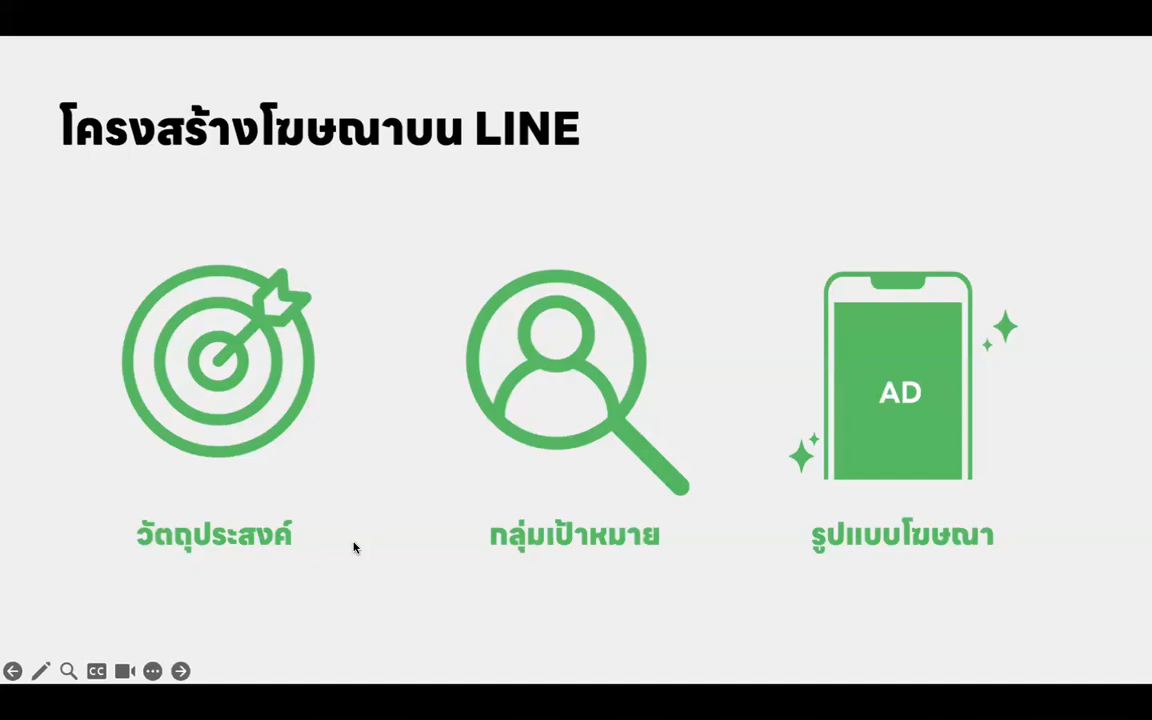 โครงสร้างโฆษณาบน LINE
AD
วัตถุประสงค์
กลุ่มเป้าหมาย
รูปแบบโฆษณา
CC